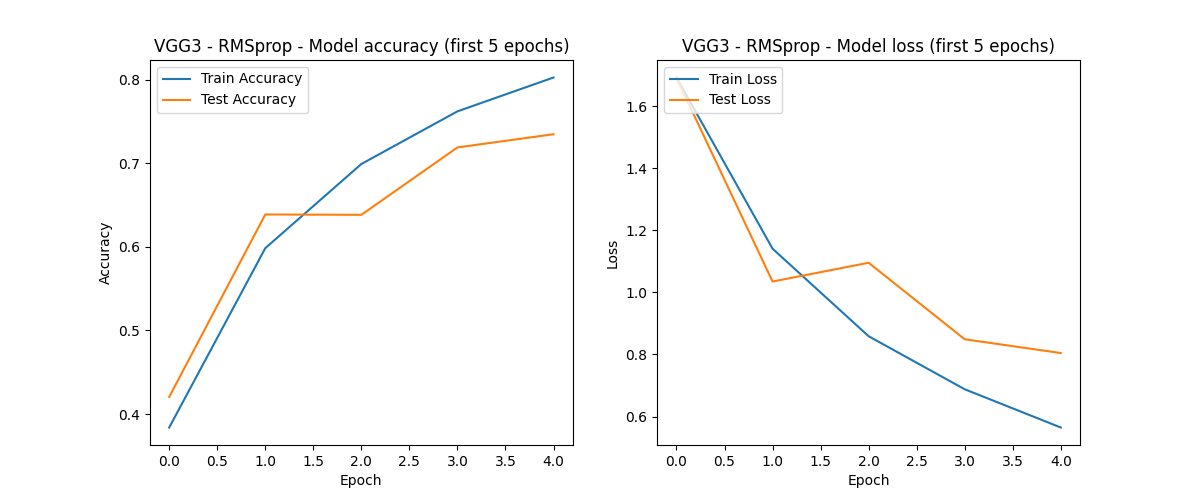 VGG3 - RMSprop - Model accuracy (first 5 epochs)
Train Accuracy
Test Accuracy
0.8
0.7
0.6
0.5
0.4
Accuracy
0.0 0.5 1.0 1.5 2.0 2.5 3.0 3.5 4.0
Epoch
VGG3 - RMSprop - Model loss (first 5 epochs)
Train Loss
Test Loss
1.6
1.4
1.2
1.0
0.8
0.6
Loss
0.0 0.5 1.0 1.5 2.0 2.5 3.0 3.5 4.0
Epoch